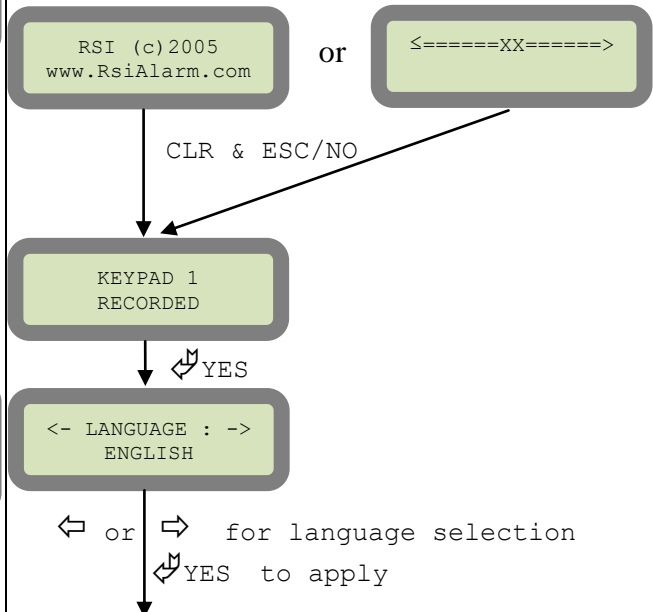 RSI (c)2005
www.RsiAlarm.com
or
≤======XX======>
CLR & ESC/NO
KEYPAD 1
RECORDED
YES
<- LANGUAGE : ->
ENGLISH
⇦ or ⇨ for language selection
YES to apply